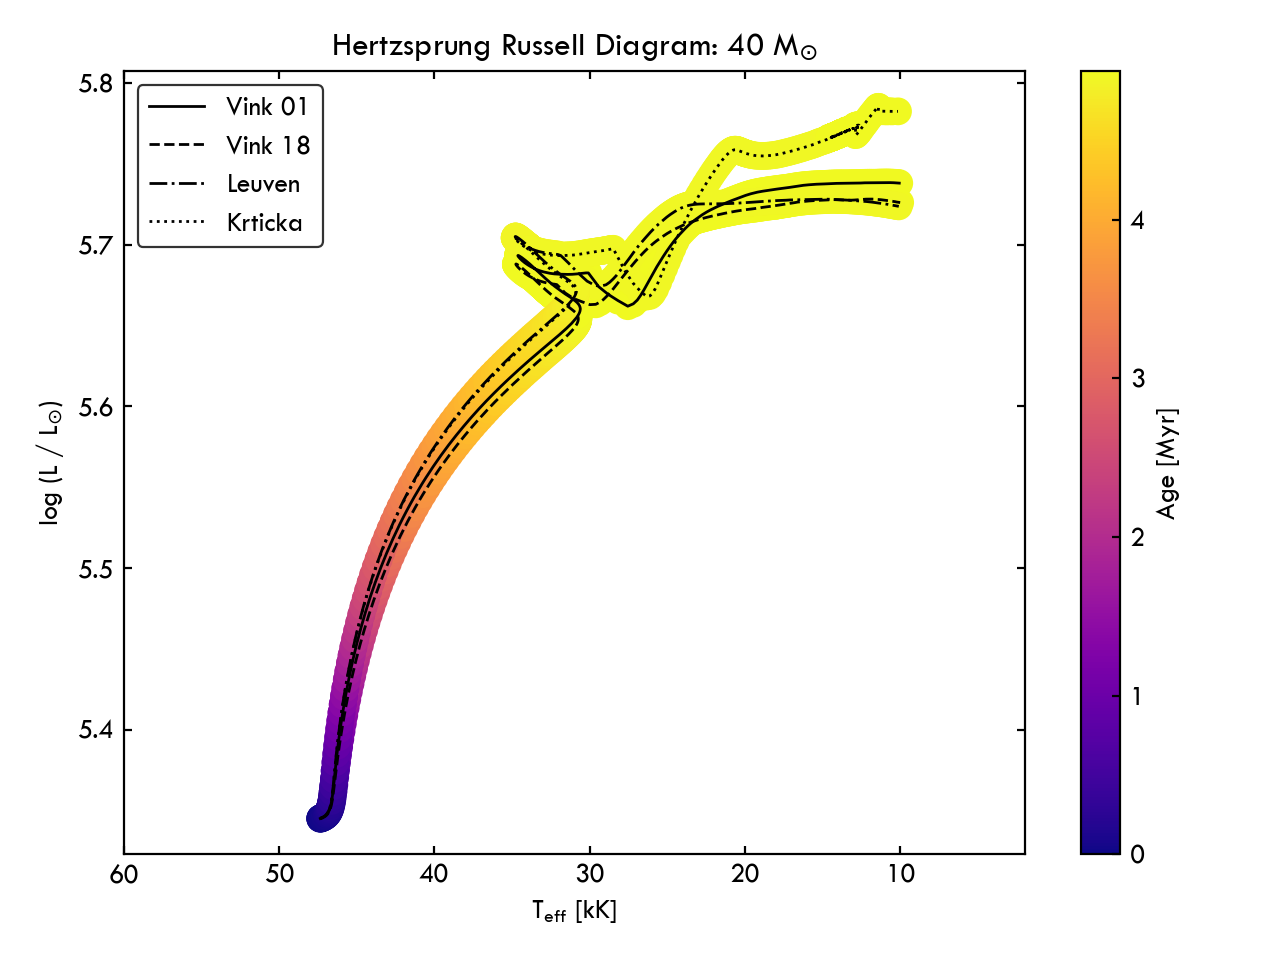 Hertzsprung Russell Diagram: 40 M☉
Vink 01
Vink 18
Leuven
Krticka
5.8
5.7
5.6
5.5
5.4
log (L / L☉)
60
50
40
30
20
10
Teff [kK]
4
3
2
1
0
Age [Myr]